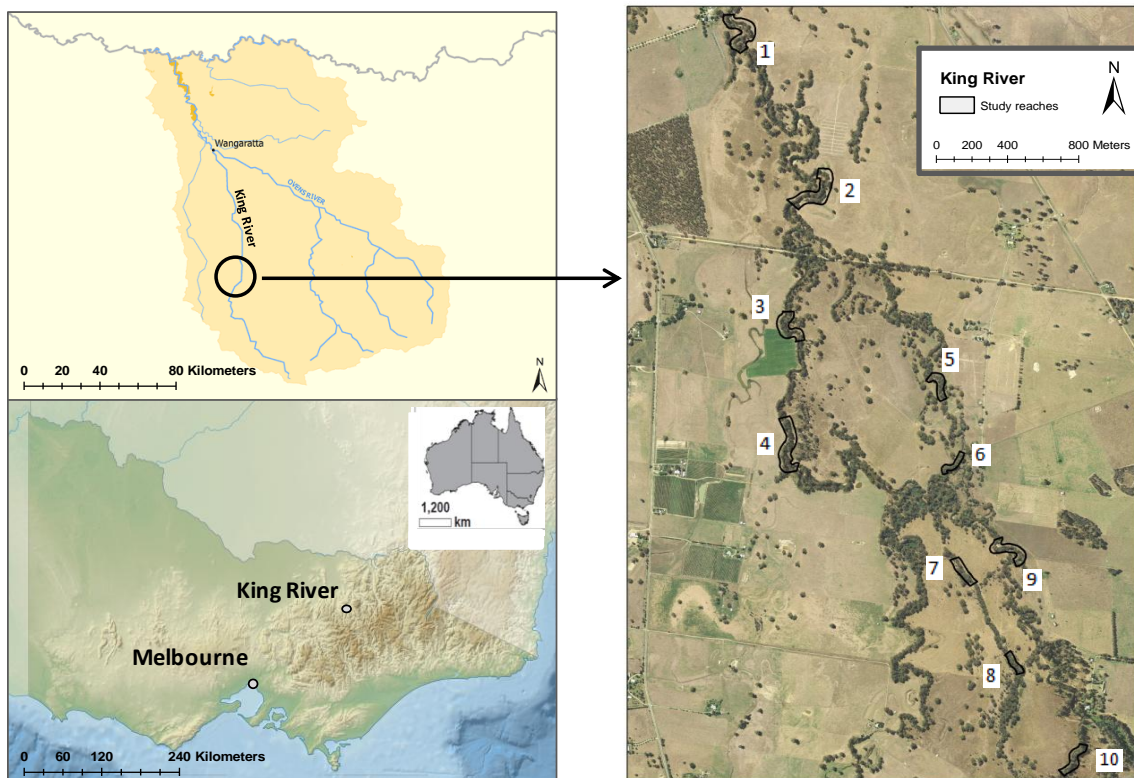 Wangaratta
OVENS RIVER
King River
0 20 40 80 Kilometers
N
King River
Melbourne
1,200
km
0 60 120 240 Kilometers
King River
Study reaches
N
0 200 400 800 Meters
1
2
3
4
5
6
7
8
9
10